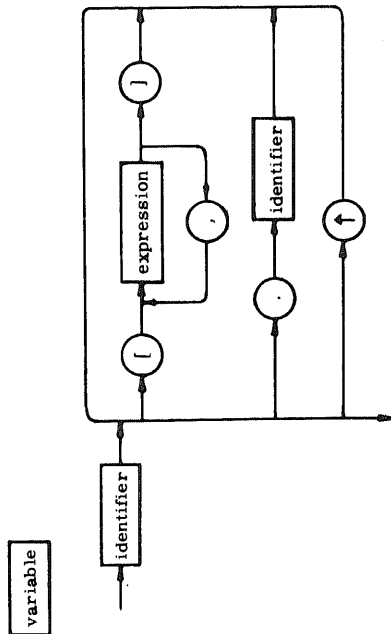 variable
identifier
[
expression
,
]
.
identifier
↑